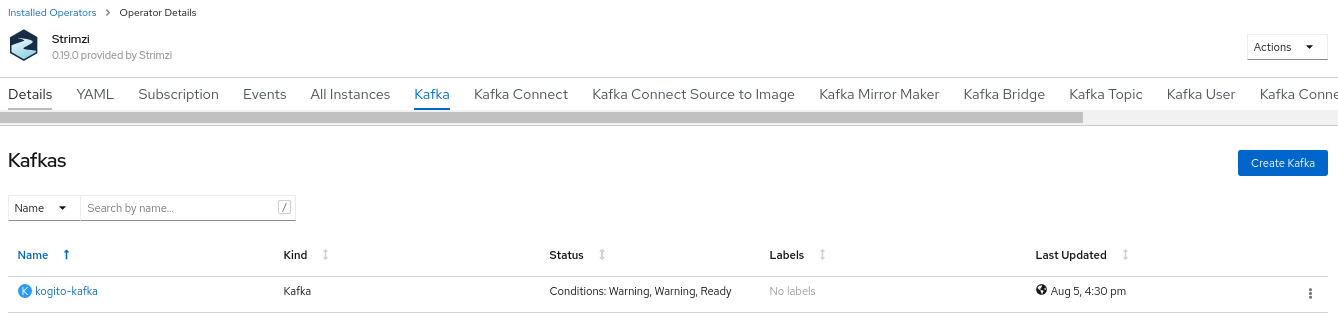 Installed Operators > Operator Details
Strimzi
0.19.0 provided by Strimzi
Actions
Details YAML Subscription Events All Instances Kafka Kafka Connect Kafka Connect Source to Image Kafka Mirror Maker Kafka Bridge Kafka Topic Kafka User Kafka Conne
Kafkas
Create Kafka
Name Search by name... /
Name Kind Status Labels Last Updated
K kogito-kafka Kafka Conditions: Warning, Warning, Ready No labels Aug 5, 4:30 pm